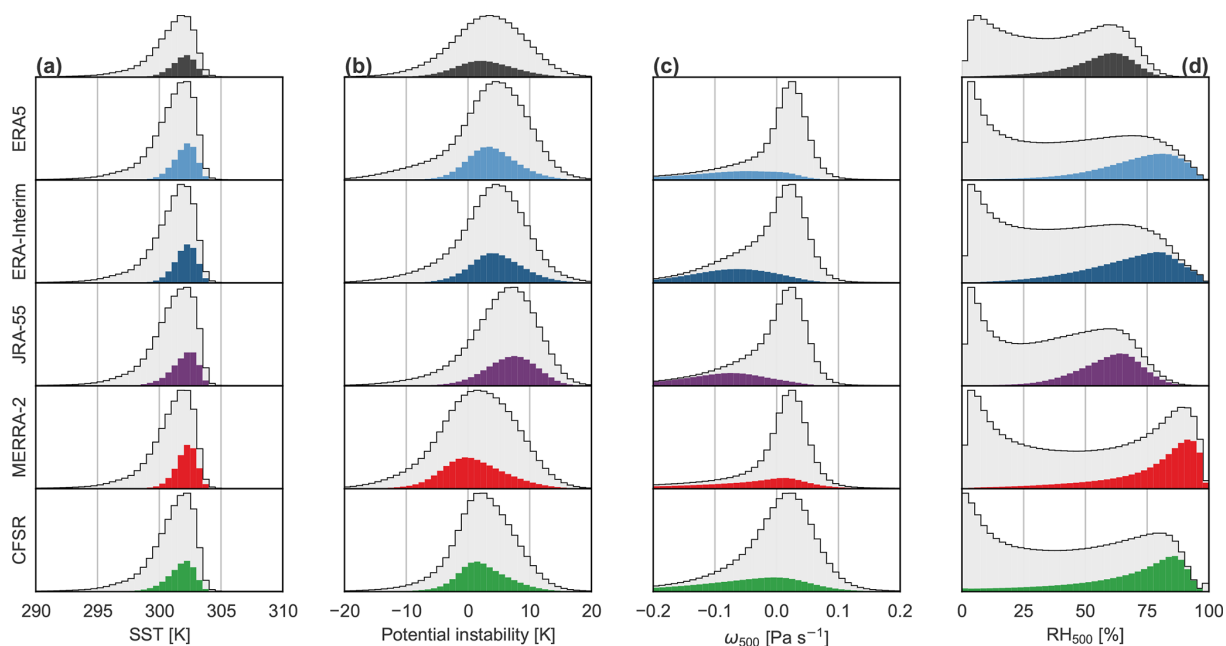 (a)
(b)
(c)
(d)
ERA5
ERA-Interim
JRA-55
MERRA-2
CFSR
290 295 300 305 310
SST [K]
−20 −10 0 10 20
Potential instability [K]
−0.2 −0.1 0.0 0.1 0.2
ω500 [Pa s⁻¹]
0 25 50 75 100
RH500 [%]